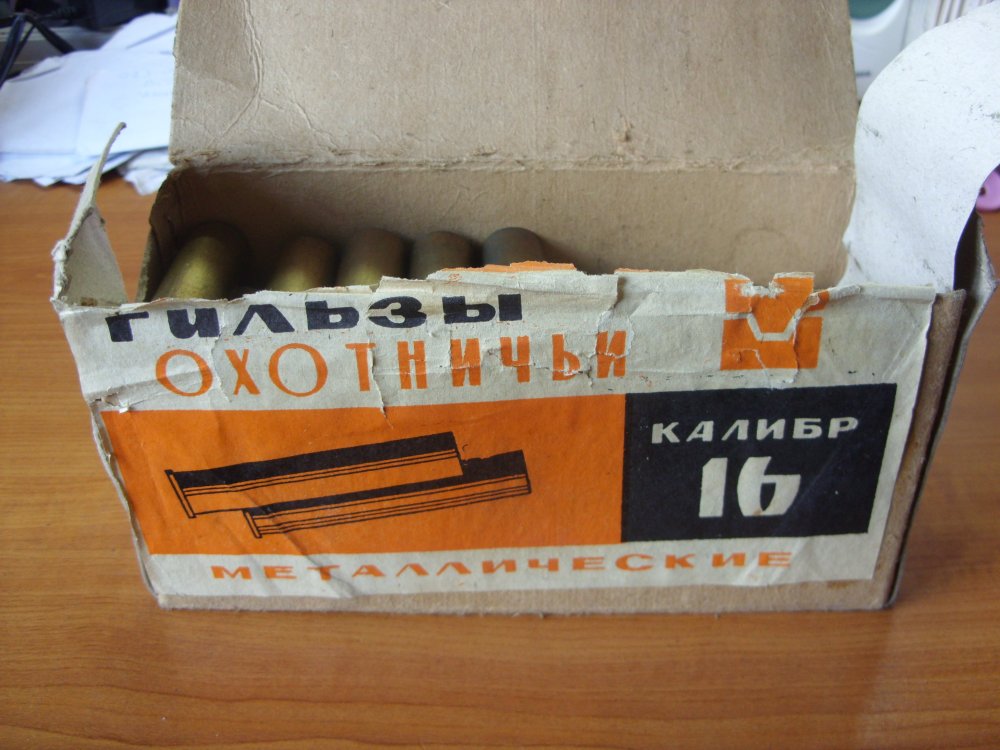 гильзы
ОХОТНИЧЬИ
КАЛИБР
16
МЕТАЛЛИЧЕСКИЕ